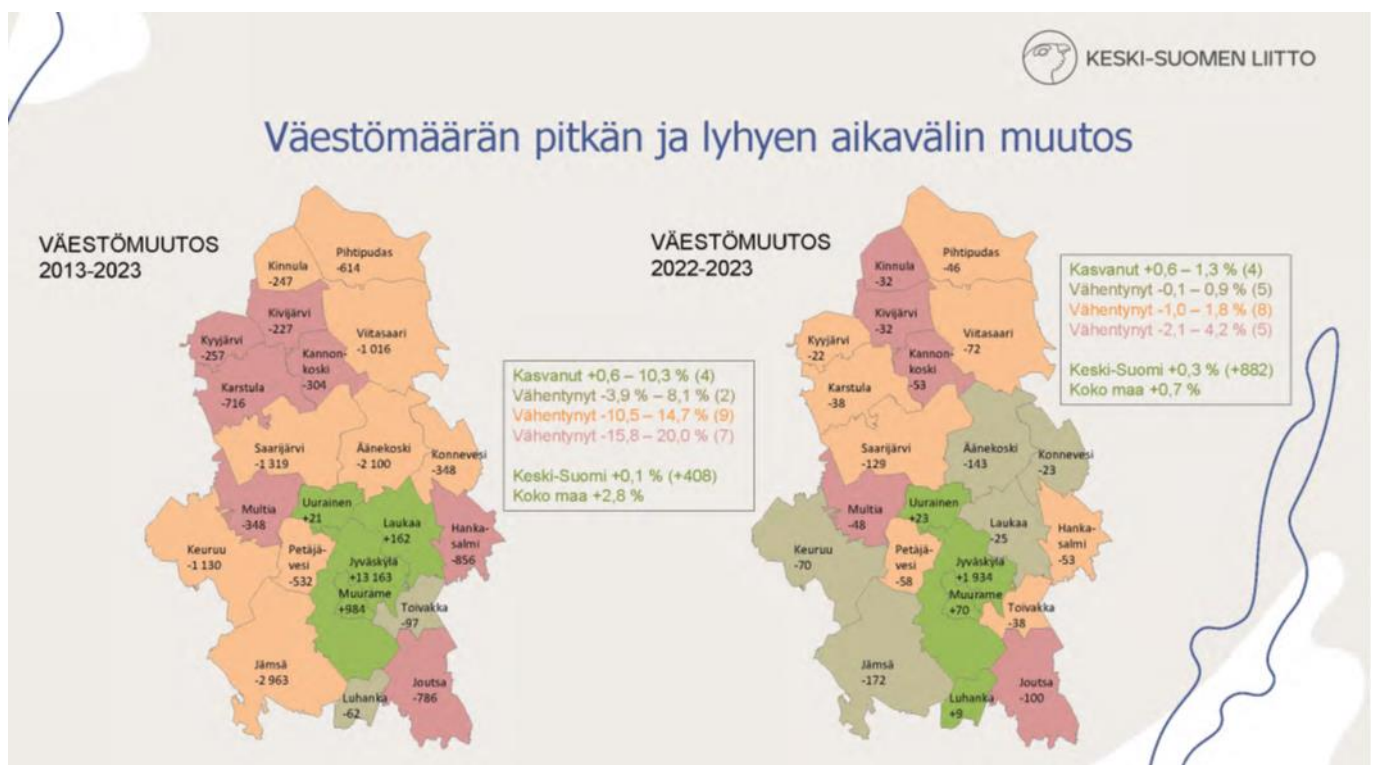 KESKI-SUOMEN LIITTO
Väestömäärän pitkän ja lyhyen aikavälin muutos
VÄESTÖMUUTOS
2013-2023
Pihtipudas
-614
Kinnula
-247
Kivijärvi
-227
Viitasaari
-1 016
Kyyjärvi
-257
Kannon-
koski
-304
Karstula
-716
Saarijärvi
-1 319
Äänekoski
-2 100
Konnevesi
-348
Multia
-348
Uurainen
+21
Laukaa
+162
Hanka-
salmi
-856
Keuruu
-1 130
Petäjä-
vesi
-532
Jyväskylä
+13 163
Muurame
+984
Toivakka
-97
Jämsä
-2 963
Luhanka
-62
Joutsa
-786
Kasvanut +0,6 – 10,3 % (4)
Vähentynyt -3,9 % – 8,1 % (2)
Vähentynyt -10,5 – 14,7 % (9)
Vähentynyt -15,8 – 20,0 % (7)
Keski-Suomi +0,1 % (+408)
Koko maa +2,8 %
VÄESTÖMUUTOS
2022-2023
Pihtipudas
-46
Kinnula
-32
Kivijärvi
-32
Viitasaari
-72
Kyyjärvi
-22
Kannon-
koski
-53
Karstula
-38
Saarijärvi
-129
Äänekoski
-143
Konnevesi
-23
Multia
-48
Uurainen
+23
Laukaa
-25
Hanka-
salmi
-53
Keuruu
-70
Petäjä-
vesi
-58
Jyväskylä
+1 934
Muurame
+70
Toivakka
-38
Jämsä
-172
Luhanka
+9
Joutsa
-100
Kasvanut +0,6 – 1,3 % (4)
Vähentynyt -0,1 – 0,9 % (5)
Vähentynyt -1,0 – 1,8 % (8)
Vähentynyt -2,1 – 4,2 % (5)
Keski-Suomi +0,3 % (+882)
Koko maa +0,7 %